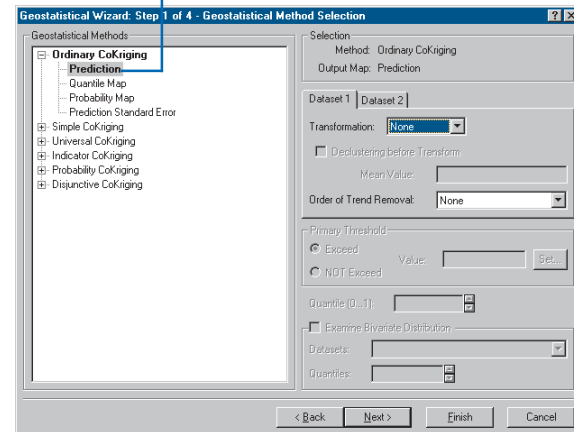 Geostatistical Wizard: Step 1 of 4 - Geostatistical Method Selection
Geostatistical Methods
Ordinary CoKriging
Prediction
Quantile Map
Probability Map
Prediction Standard Error
Simple CoKriging
Universal CoKriging
Indicator CoKriging
Probability CoKriging
Disjunctive CoKriging
Selection
Method: Ordinary CoKriging
Output Map: Prediction
Dataset 1 Dataset 2
Transformation: None
Declustering before Transform
Mean Value:
Order of Trend Removal: None
Primary Threshold
Exceed
Value:
Set...
NOT Exceed
Quantile (0...1):
Examine Bivariate Distribution
Datasets:
Quantiles:
< Back Next > Finish Cancel